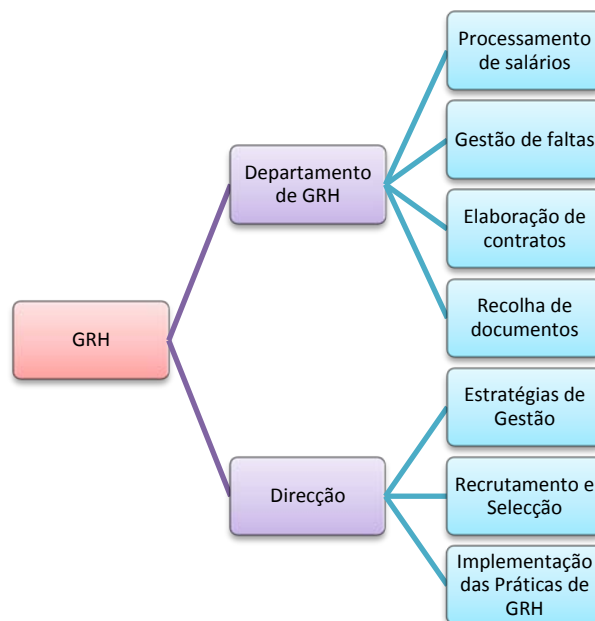 GRH
Departamento
de GRH
Processamento
de salários
Gestão de faltas
Elaboração de
contratos
Recolha de
documentos
Direcção
Estratégias de
Gestão
Recrutamento e
Selecção
Implementação
das Práticas de
GRH